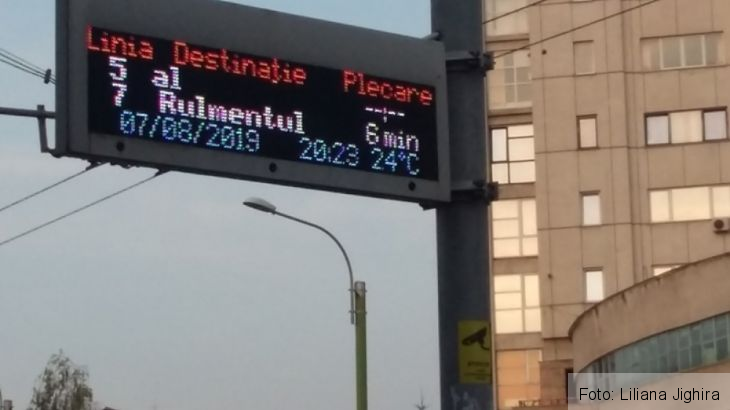 Linia Destinaţie Plecare
5 al --:--
7 Rulmentul 6 min
07/08/2019 20:23 24°C
Foto: Liliana Jighira